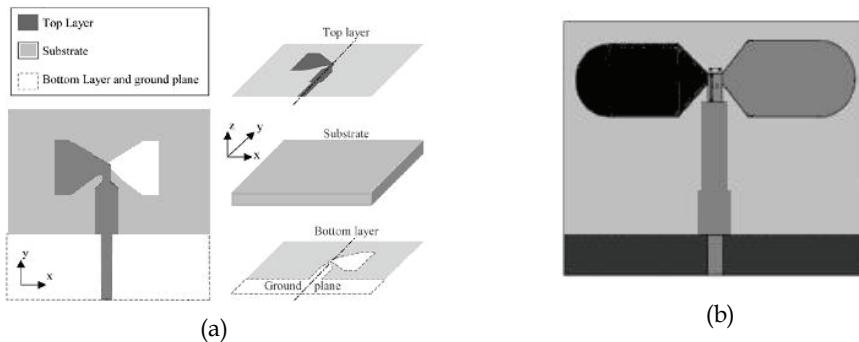 Top Layer
Substrate
Bottom Layer and ground plane
Top layer
z
y
x
Substrate
Bottom layer
Ground plane
y
x
(a)
(b)